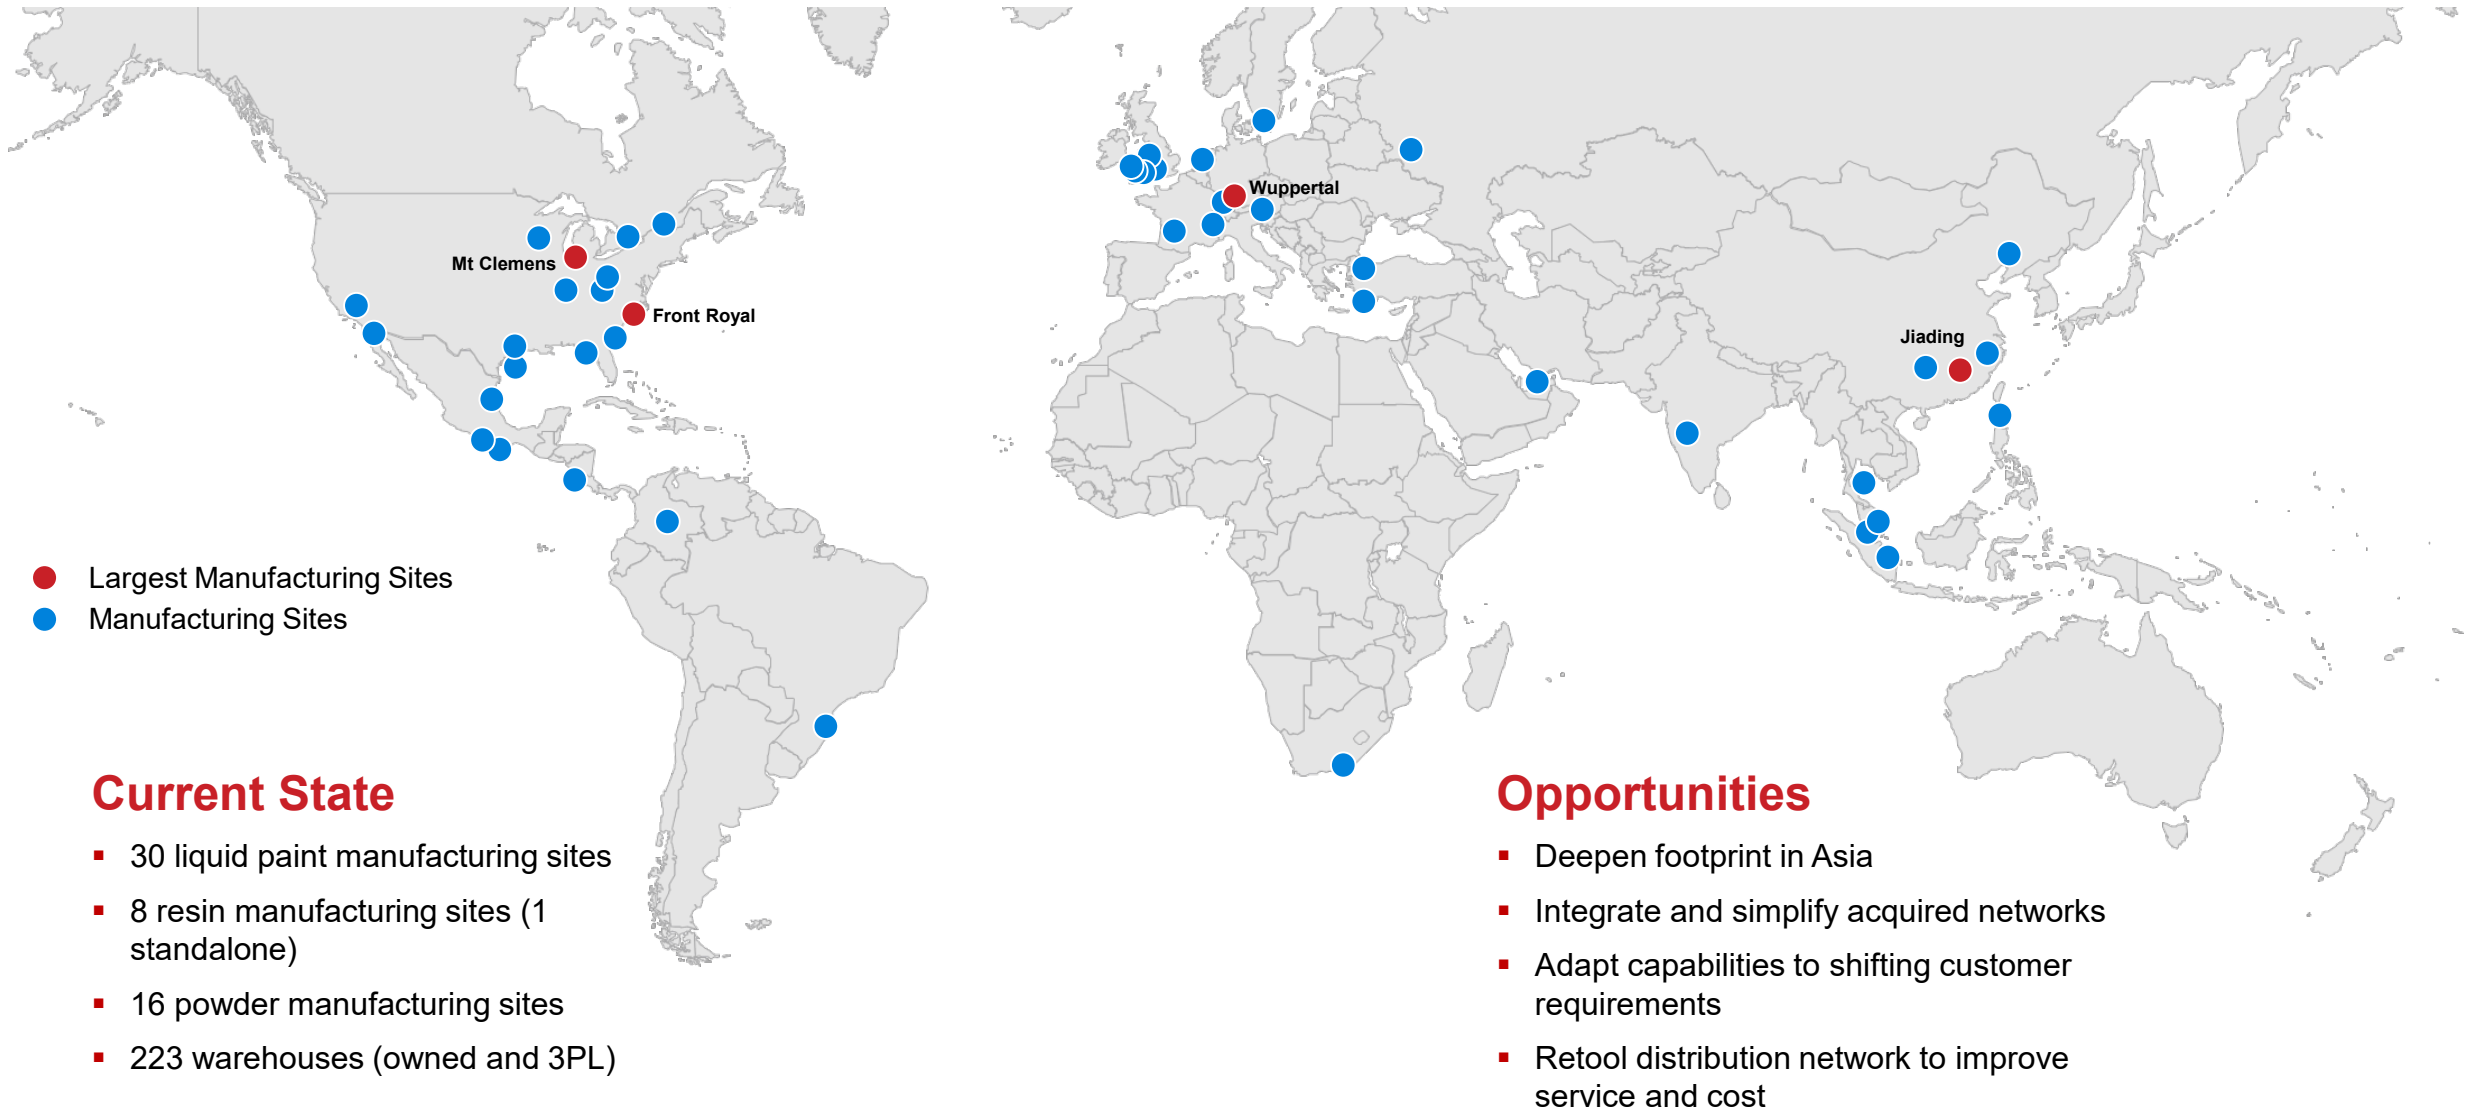 Wuppertal
Mt Clemens
Front Royal
Jiading
Largest Manufacturing Sites
Manufacturing Sites
Current State
▪ 30 liquid paint manufacturing sites
▪ 8 resin manufacturing sites (1
standalone)
▪ 16 powder manufacturing sites
▪ 223 warehouses (owned and 3PL)
Opportunities
▪ Deepen footprint in Asia
▪ Integrate and simplify acquired networks
▪ Adapt capabilities to shifting customer
requirements
▪ Retool distribution network to improve
service and cost